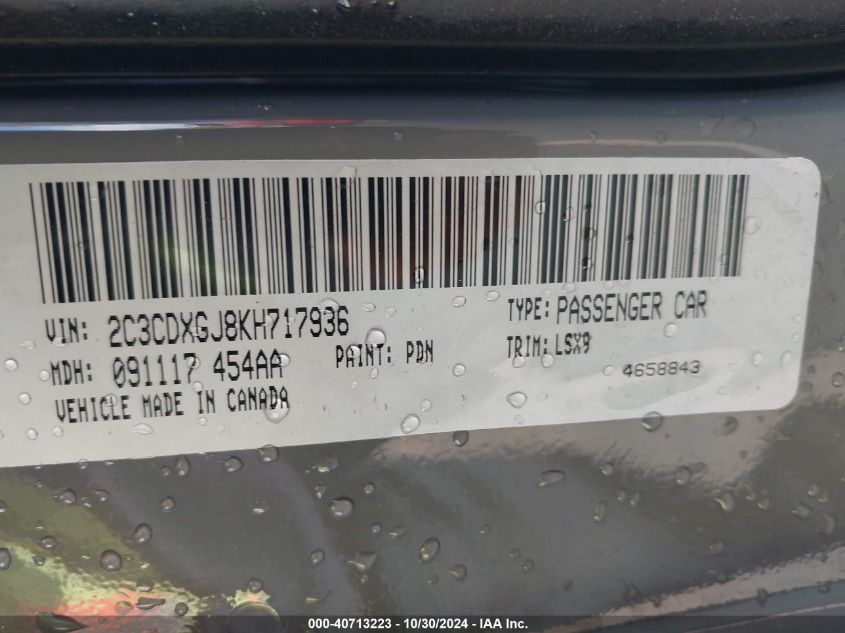 VIN: 2C3CDXGJ8KH717936
TYPE: PASSENGER CAR
MDH: 091117 454AA
PAINT: PDN
TRIM: LSX9
4658843
VEHICLE MADE IN CANADA
000-40713223 - 10/30/2024 - IAA Inc.